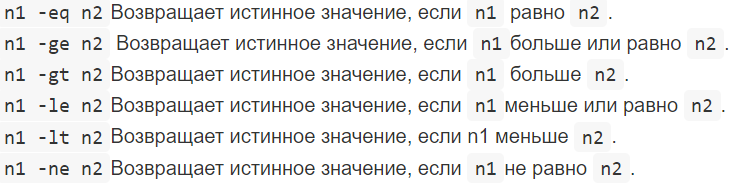 n1 -eq n2 Возвращает истинное значение, если n1 равно n2 .
n1 -ge n2 Возвращает истинное значение, если n1 больше или равно n2 .
n1 -gt n2 Возвращает истинное значение, если n1 больше n2 .
n1 -le n2 Возвращает истинное значение, если n1 меньше или равно n2 .
n1 -lt n2 Возвращает истинное значение, если n1 меньше n2 .
n1 -ne n2 Возвращает истинное значение, если n1 не равно n2 .